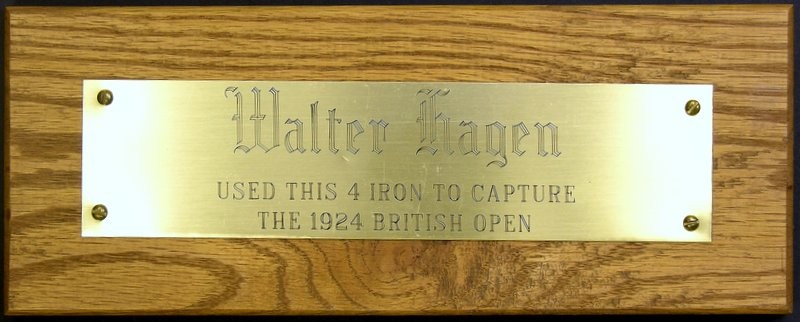 Walter Hagen
USED THIS 4 IRON TO CAPTURE
THE 1924 BRITISH OPEN